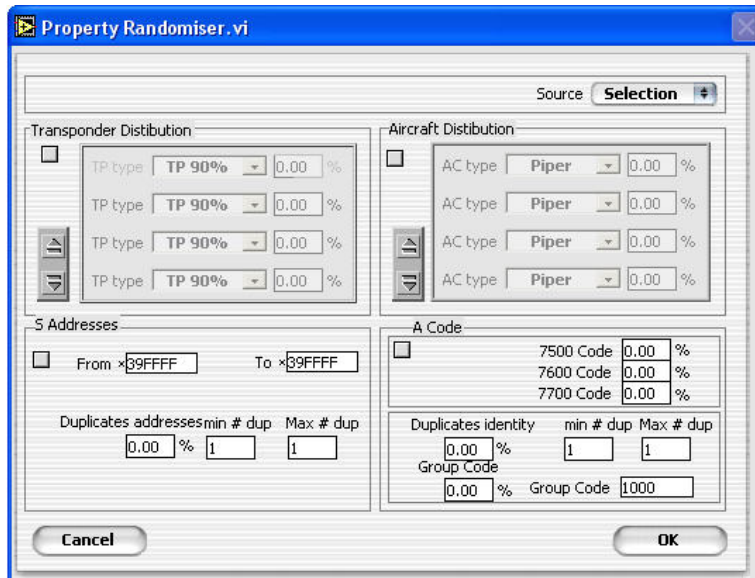 Property Randomiser.vi
Source Selection
Transponder Distibution
TP type TP 90% 0.00 %
TP type TP 90% 0.00 %
TP type TP 90% 0.00 %
TP type TP 90% 0.00 %
Aircraft Distibution
AC type Piper 0.00 %
AC type Piper 0.00 %
AC type Piper 0.00 %
AC type Piper 0.00 %
S Addresses
From x39FFFF To x39FFFF
Duplicates addresses min # dup Max # dup
0.00 % 1 1
A Code
7500 Code 0.00 %
7600 Code 0.00 %
7700 Code 0.00 %
Duplicates identity min # dup Max # dup
0.00 % 1 1
Group Code
0.00 % Group Code 1000
Cancel OK